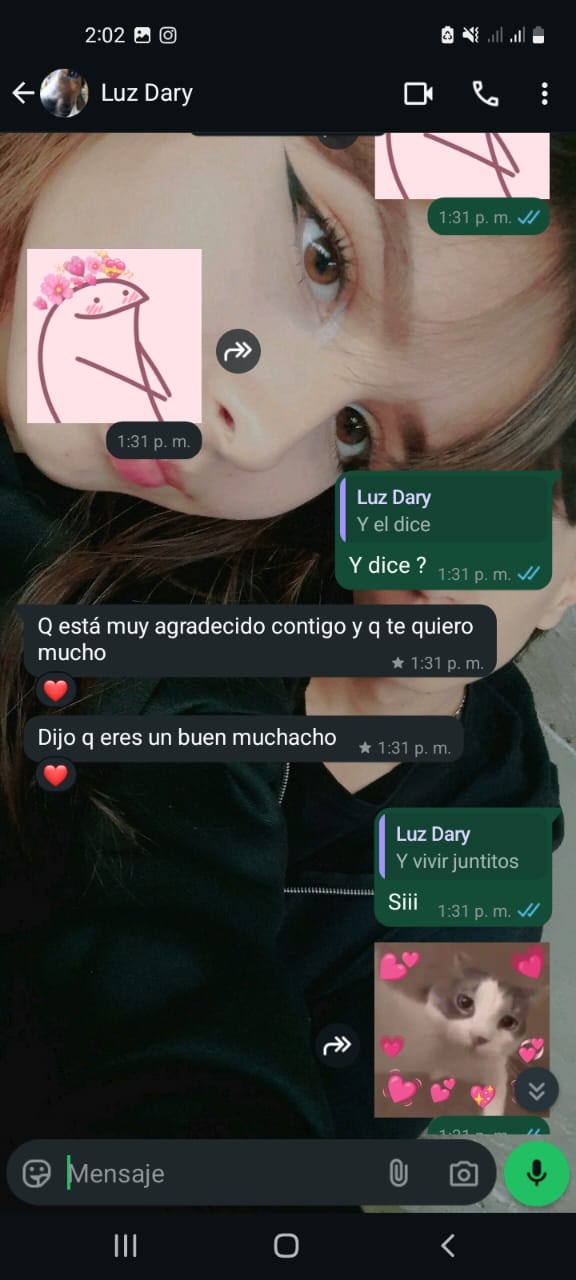 2:02
Luz Dary
1:31 p. m.
1:31 p. m.
Luz Dary
Y el dice
Y dice ?
1:31 p. m.
Q está muy agradecido contigo y q te quiero
mucho
1:31 p. m.
Dijo q eres un buen muchacho
1:31 p. m.
Luz Dary
Y vivir juntitos
Siii
1:31 p. m.
1:31 p. m.
Mensaje